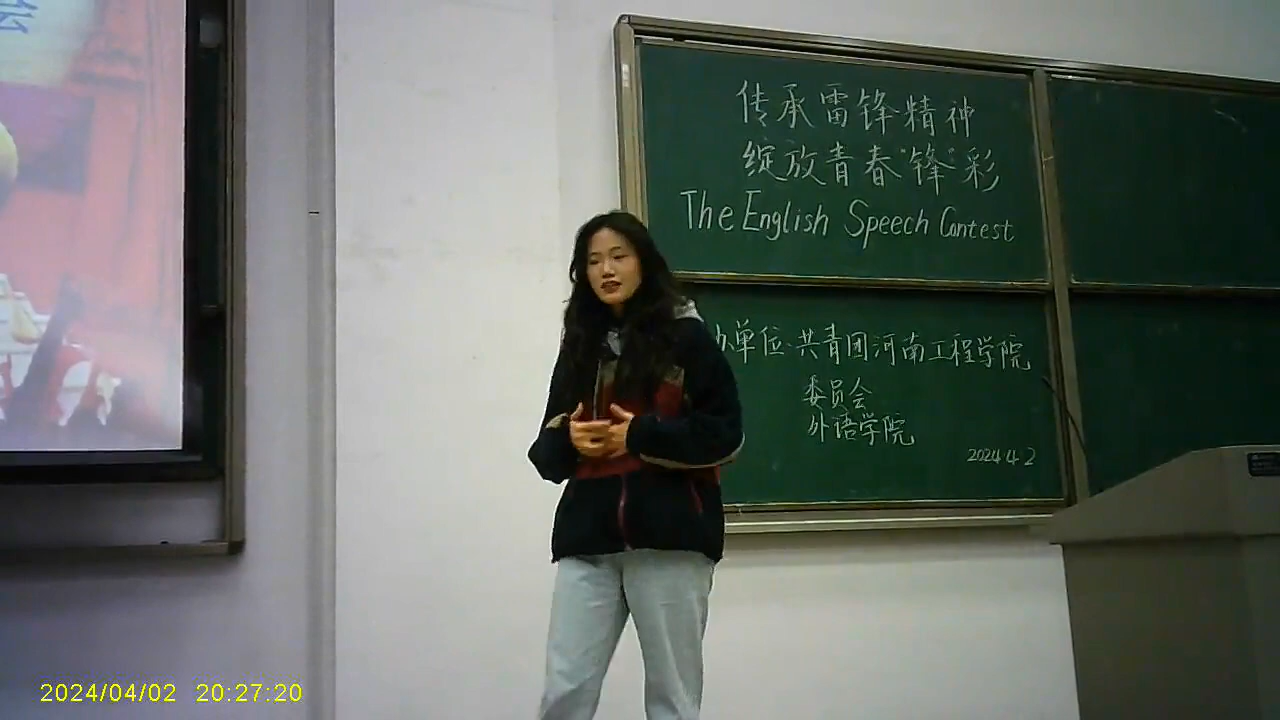 传承雷锋精神
绽放青春“锋”彩
The English Speech Contest
办单位:共青团河南工程学院
委员会
外语学院
2024.4.2
2024/04/02 20:27:20